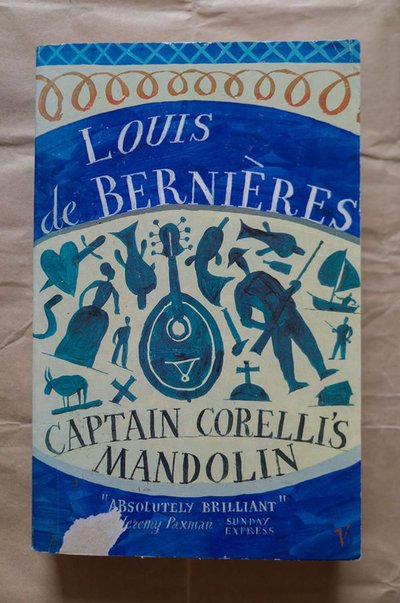 LOUIS
de BERNIÈRES
CAPTAIN CORELLI'S
MANDOLIN
"ABSOLUTELY BRILLIANT"
Jeremy Paxman SUNDAY
EXPRESS
V